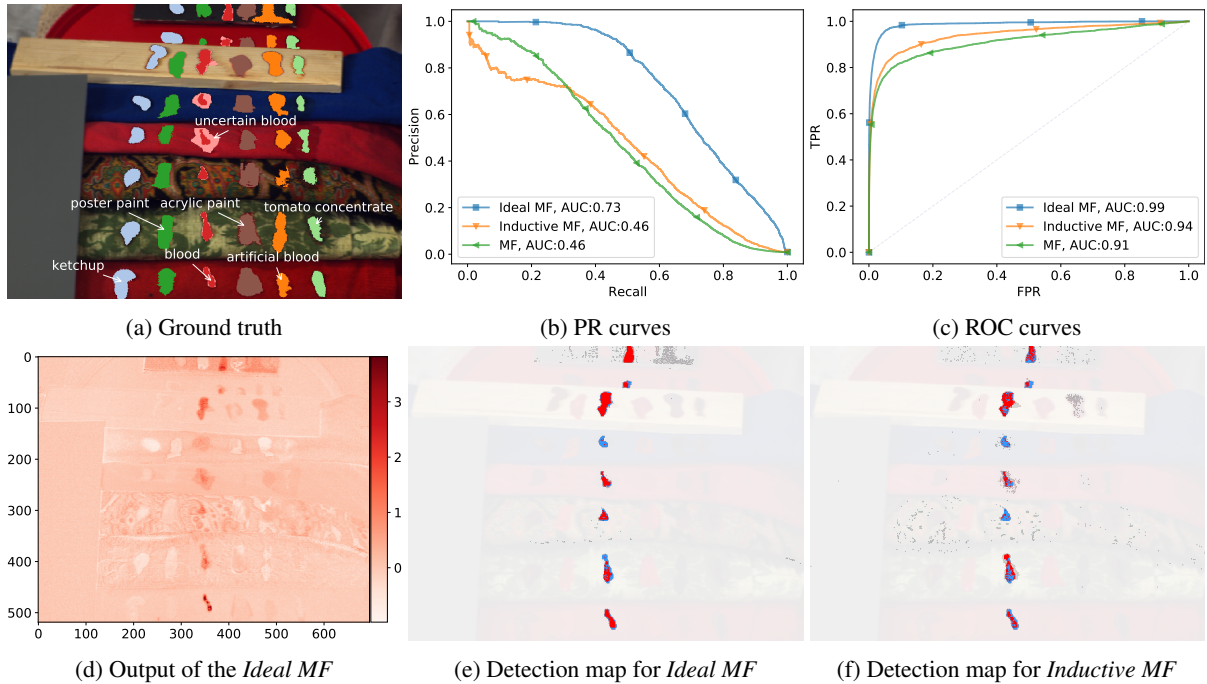 uncertain blood
poster paint
acrylic paint
tomato concentrate
ketchup
blood
artificial blood
(a) Ground truth
1.0
0.8
0.6
0.4
0.2
0.0
Precision
Ideal MF, AUC:0.73
Inductive MF, AUC:0.46
MF, AUC:0.46
0.0 0.2 0.4 0.6 0.8 1.0
Recall
(b) PR curves
1.0
0.8
0.6
0.4
0.2
0.0
TPR
Ideal MF, AUC:0.99
Inductive MF, AUC:0.94
MF, AUC:0.91
0.0 0.2 0.4 0.6 0.8 1.0
FPR
(c) ROC curves
0
100
200
300
400
500
0 100 200 300 400 500 600
3
2
1
0
(d) Output of the Ideal MF
(e) Detection map for Ideal MF
(f) Detection map for Inductive MF